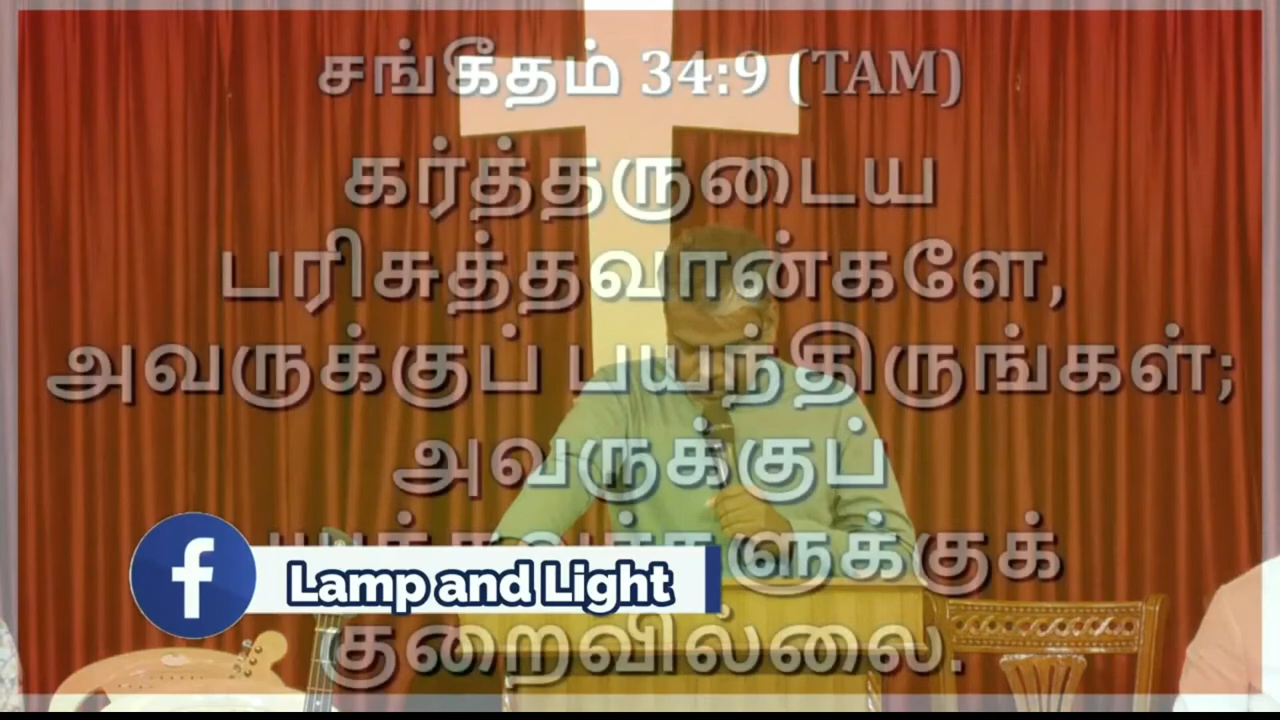 சங்கீதம் 34:9 (TAM)
கர்த்தருடைய
பரிசுத்தவான்களே,
அவருக்குப் பயந்திருங்கள்;
அவருக்குப்
f
Lamp and Light
குறைவில்லை.